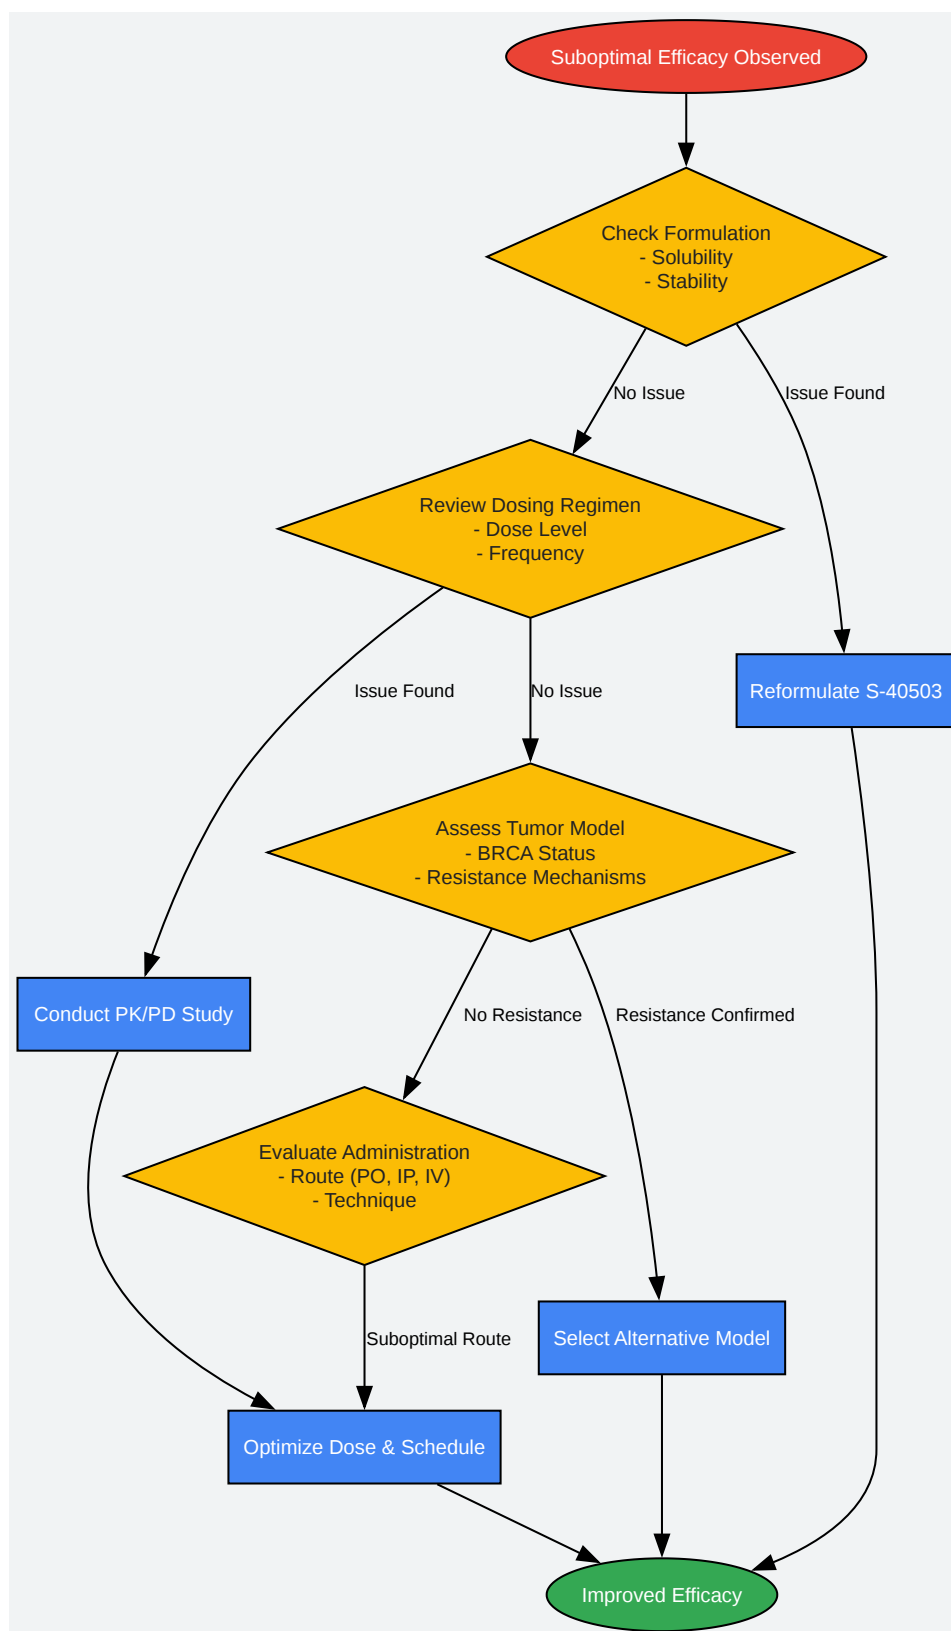 Suboptimal Efficacy Observed
Check Formulation
- Solubility
- Stability
No Issue
Issue Found
Review Dosing Regimen
- Dose Level
- Frequency
Issue Found
No Issue
Reformulate S-40503
Assess Tumor Model
- BRCA Status
- Resistance Mechanisms
Conduct PK/PD Study
No Resistance
Resistance Confirmed
Evaluate Administration
- Route (PO, IP, IV)
- Technique
Suboptimal Route
Select Alternative Model
Optimize Dose & Schedule
Improved Efficacy